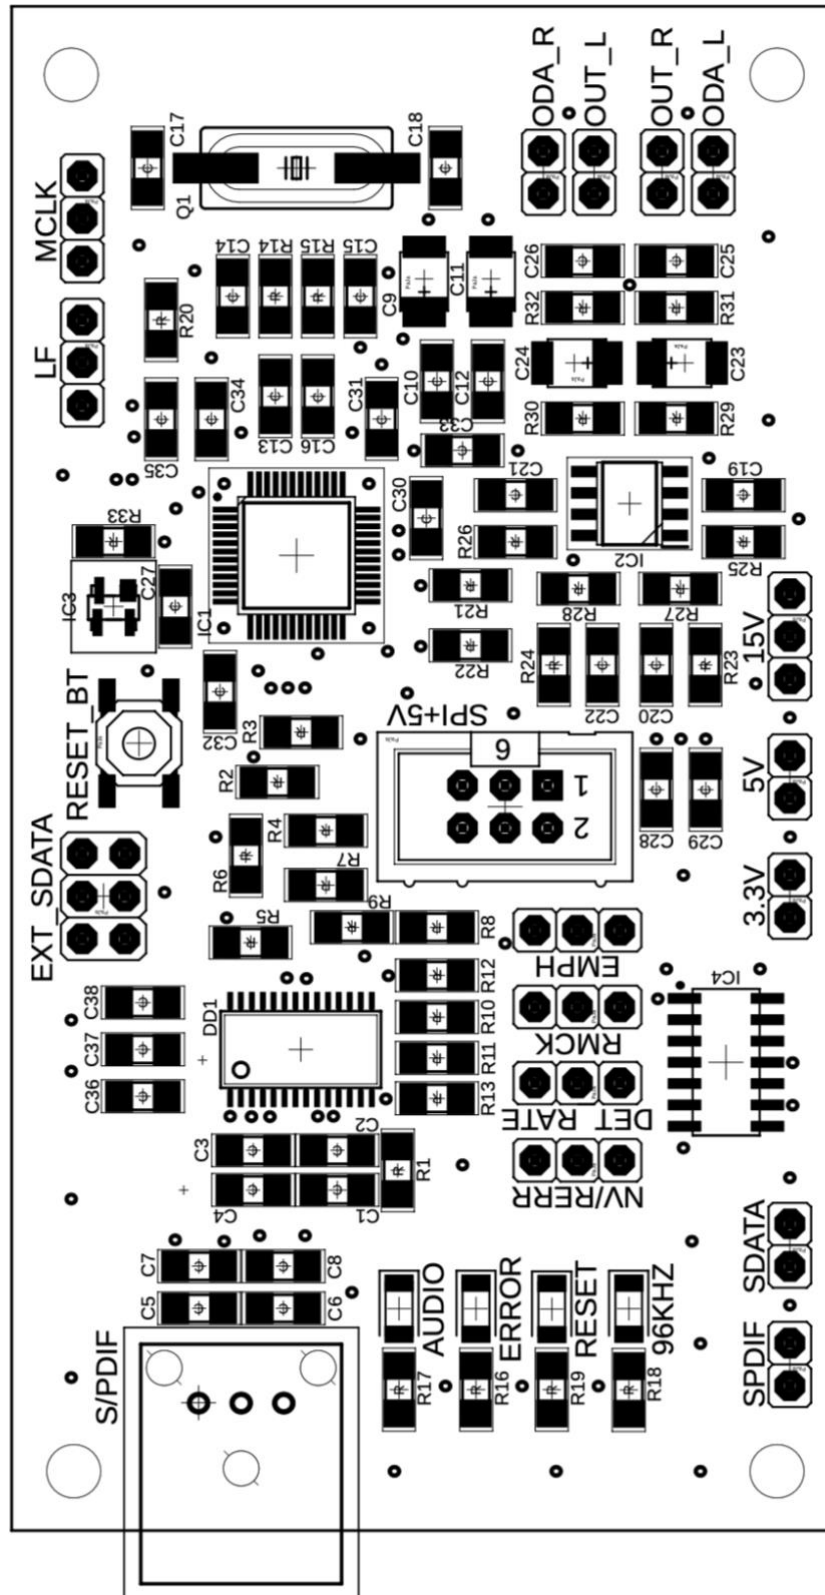 ODA_R
OUT_L
OUT_R
ODA_L
C17
C18
Q1
MCLK
C14
R14
R15
C15
C9
C11
C26
C25
R32
R31
R20
LF
C24
C23
C10
C12
C31
C34
C35
C13
C16
C33
R30
R29
C21
C19
C30
R26
R25
IC2
R33
IC3
C27
IC1
R21
R28
R27
R22
R24
C22
C20
R23
15V
RESET_BT
C32
R3
SPI+5V
6
1
2
R2
C28
C29
5V
R4
R6
R7
3.3V
EXT_SDATA
R5
R9
R8
EMPH
C38
C37
C36
DD1
R12
R10
R11
R13
RMCK
IC4
DET_RATE
C3
C2
R1
C4
C1
NV/RERR
SDATA
C7
C8
C5
C6
AUDIO
ERROR
RESET
96KHZ
S/PDIF
R17
R16
R19
R18
SPDIF